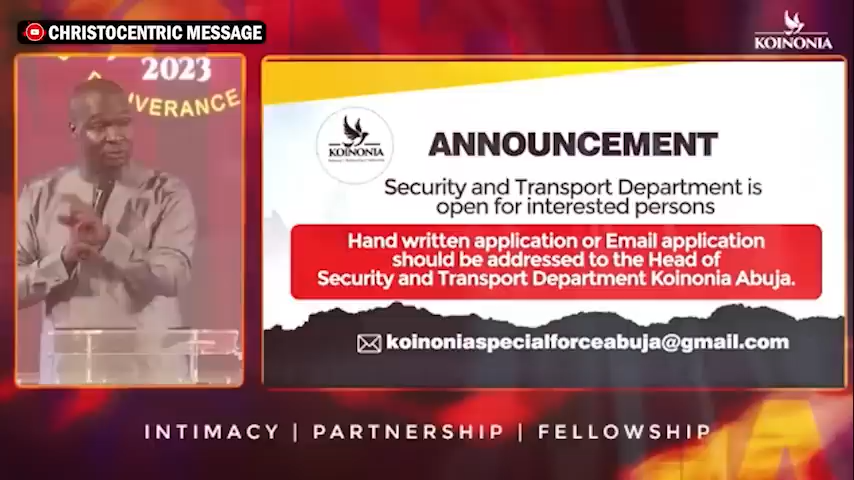 CHRISTOCENTRIC MESSAGE
KOINONIA
2023
VERANCE
KOINONIA
ANNOUNCEMENT
Security and Transport Department is
open for interested persons
Hand written application or Email application
should be addressed to the Head of
Security and Transport Department Koinonia Abuja.
koinoniaspecialforceabuja@gmail.com
INTIMACY | PARTNERSHIP | FELLOWSHIP